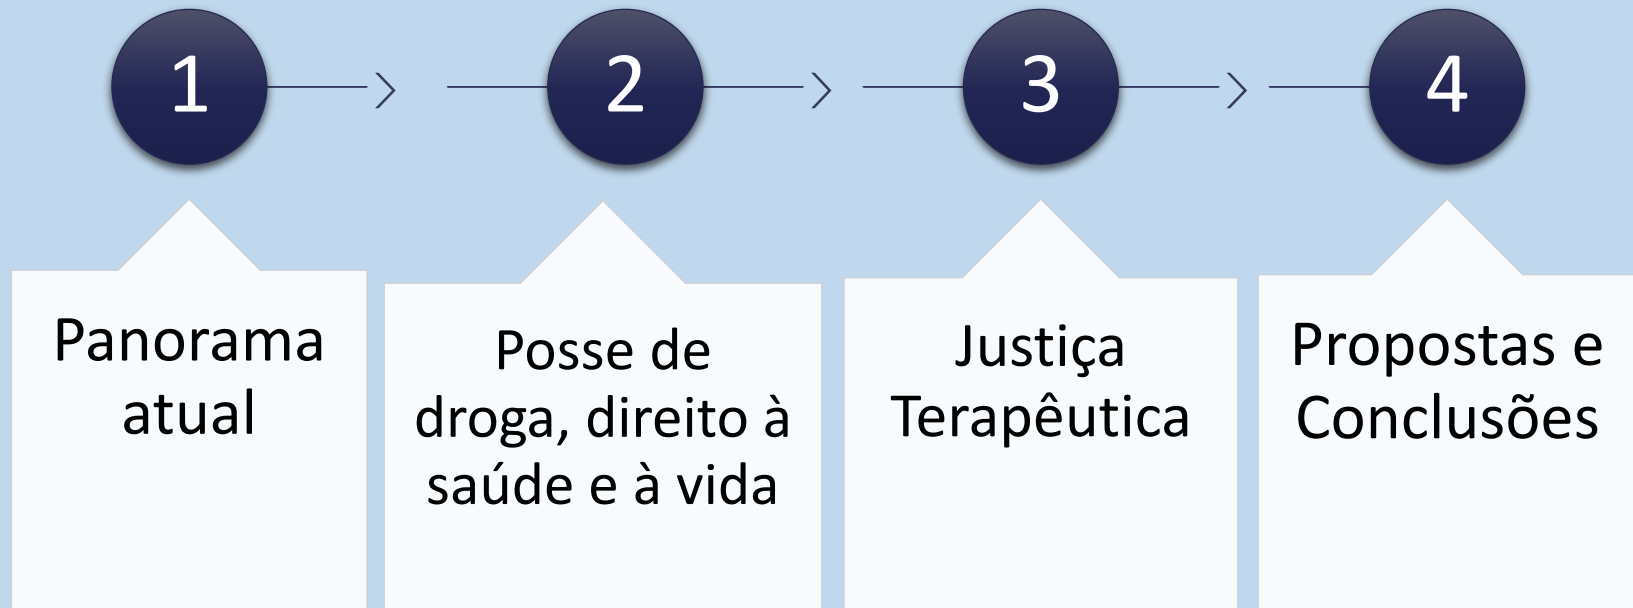 1
2
3
4
Panorama
atual
Posse de
droga, direito à
saúde e à vida
Justiça
Terapêutica
Propostas e
Conclusões